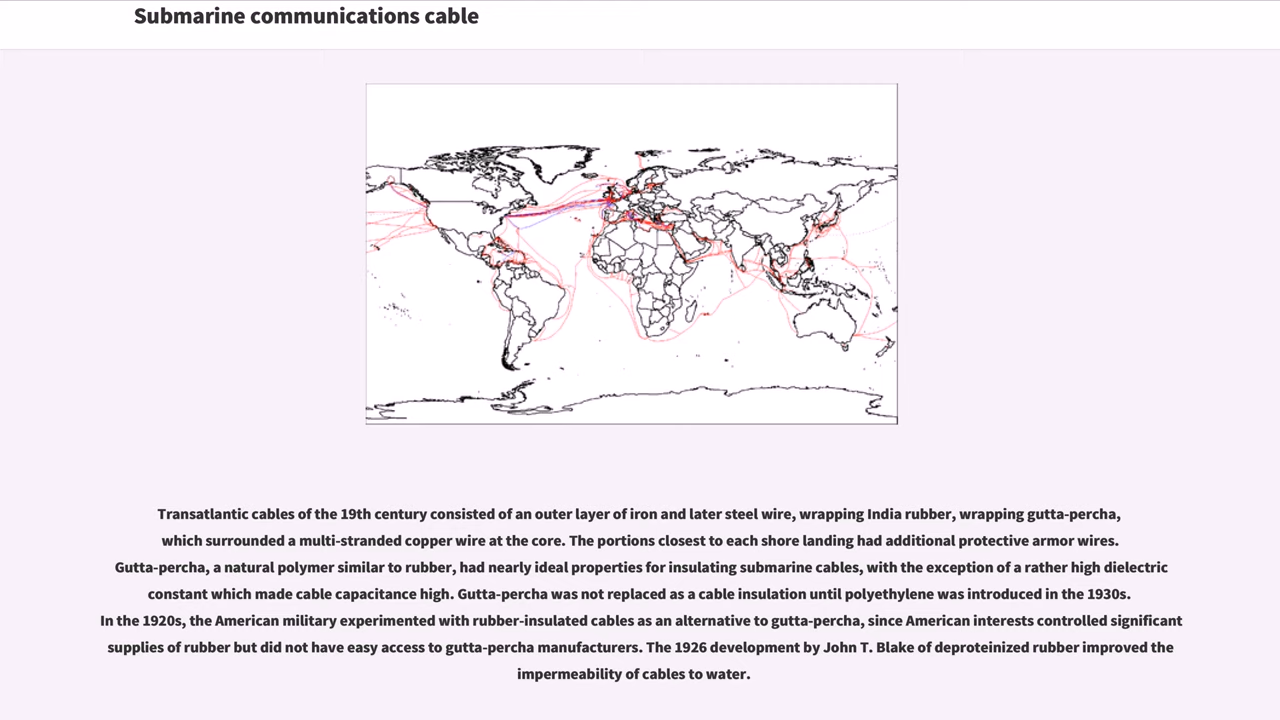 Submarine communications cable
Transatlantic cables of the 19th century consisted of an outer layer of iron and later steel wire, wrapping India rubber, wrapping gutta-percha,
which surrounded a multi-stranded copper wire at the core. The portions closest to each shore landing had additional protective armor wires.
Gutta-percha, a natural polymer similar to rubber, had nearly ideal properties for insulating submarine cables, with the exception of a rather high dielectric
constant which made cable capacitance high. Gutta-percha was not replaced as a cable insulation until polyethylene was introduced in the 1930s.
In the 1920s, the American military experimented with rubber-insulated cables as an alternative to gutta-percha, since American interests controlled significant
supplies of rubber but did not have easy access to gutta-percha manufacturers. The 1926 development by John T. Blake of deproteinized rubber improved the
impermeability of cables to water.